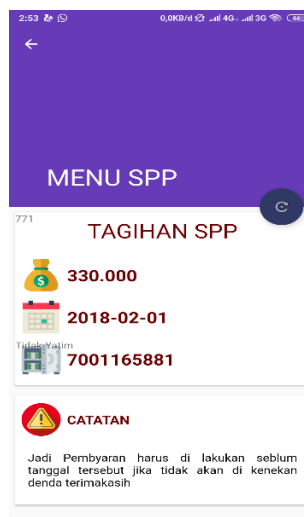 2:53 0,0KB/d 4G 3G
MENU SPP
771
TAGIHAN SPP
330.000
2018-02-01
Tidak Yatim
7001165881
CATATAN
Jadi Pembyaran harus di lakukan seblum
tanggal tersebut jika tidak akan di kenekan
denda terimakasih